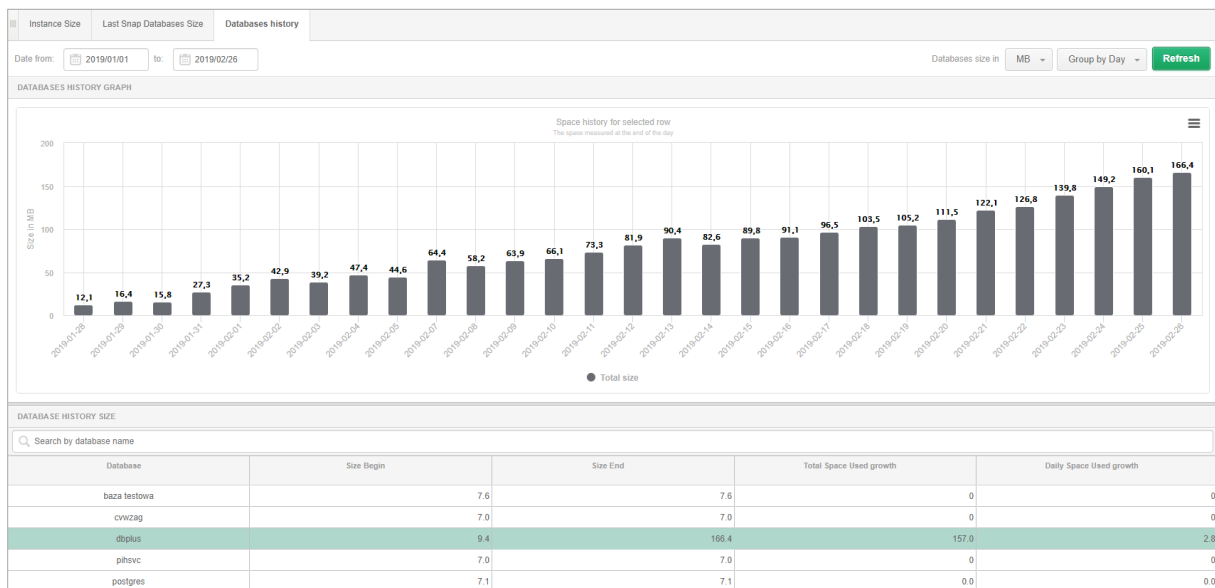 Instance Size Last Snap Databases Size Databases history
Date from: 2019/01/01 to: 2019/02/26 Databases size in MB Group by Day Refresh
DATABASES HISTORY GRAPH
Space history for selected row
The space measured at the end of the day
Size in MB
200
150
100
50
0
12,1 16,4 15,8 27,3 35,2 42,9 39,2 47,4 44,6 64,4 58,2 63,9 66,1 73,3 81,9 90,4 82,6 89,8 91,1 96,5 103,5 105,2 111,5 122,1 126,8 139,8 149,2 160,1 166,4
2019-01-28 2019-01-29 2019-01-30 2019-01-31 2019-02-01 2019-02-02 2019-02-03 2019-02-04 2019-02-05 2019-02-07 2019-02-08 2019-02-09 2019-02-10 2019-02-11 2019-02-12 2019-02-13 2019-02-14 2019-02-15 2019-02-16 2019-02-17 2019-02-18 2019-02-19 2019-02-20 2019-02-21 2019-02-22 2019-02-23 2019-02-24 2019-02-25 2019-02-26
Total size
DATABASE HISTORY SIZE
Search by database name
Database Size Begin Size End Total Space Used growth Daily Space Used growth
baza testowa 7.6 7.6 0 0
cvwzag 7.0 7.0 0 0
dbplus 9.4 166.4 157.0 2.8
pihsvc 7.0 7.0 0 0
postgres 7.1 7.1 0.0 0.0